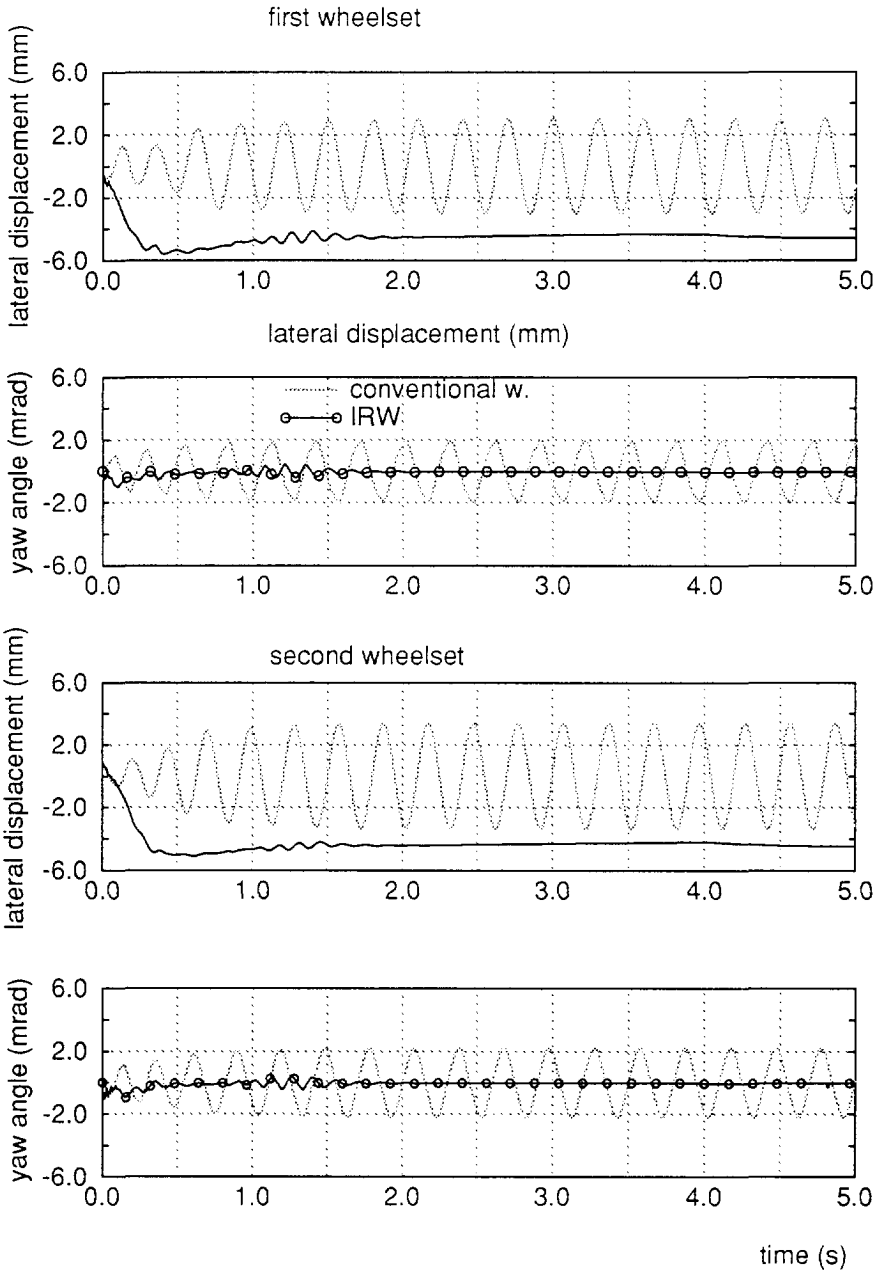 first wheelset
lateral displacement (mm)
6.0
2.0
-2.0
-6.0
0.0 1.0 2.0 3.0 4.0 5.0
lateral displacement (mm)
yaw angle (mrad)
6.0
2.0
-2.0
-6.0
conventional w.
IRW
0.0 1.0 2.0 3.0 4.0 5.0
second wheelset
lateral displacement (mm)
6.0
2.0
-2.0
-6.0
0.0 1.0 2.0 3.0 4.0 5.0
yaw angle (mrad)
6.0
2.0
-2.0
-6.0
0.0 1.0 2.0 3.0 4.0 5.0
time (s)